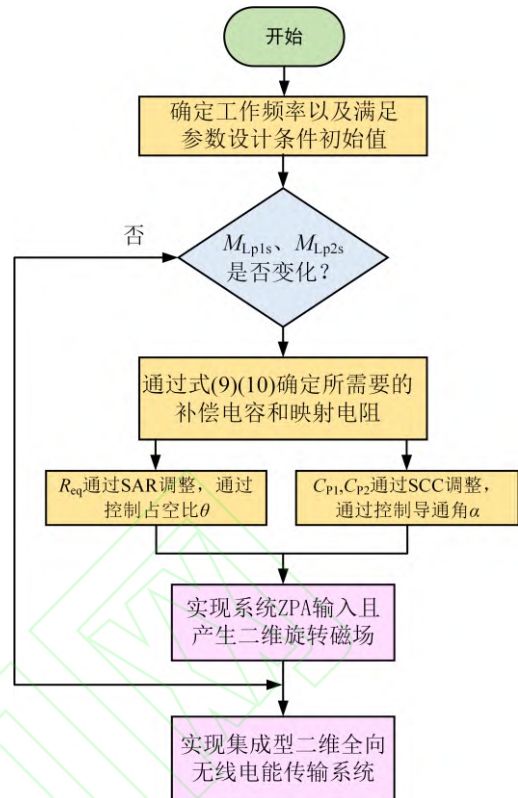 开始
确定工作频率以及满足
参数设计条件初始值
否
M_Lp1s、M_Lp2s
是否变化?
通过式(9)(10)确定所需要的
补偿电容和映射电阻
R_eq通过SAR调整，通过
控制占空比θ
C_P1,C_P2通过SCC调整，
通过控制导通角α
实现系统ZPA输入且
产生二维旋转磁场
实现集成型二维全向
无线电能传输系统